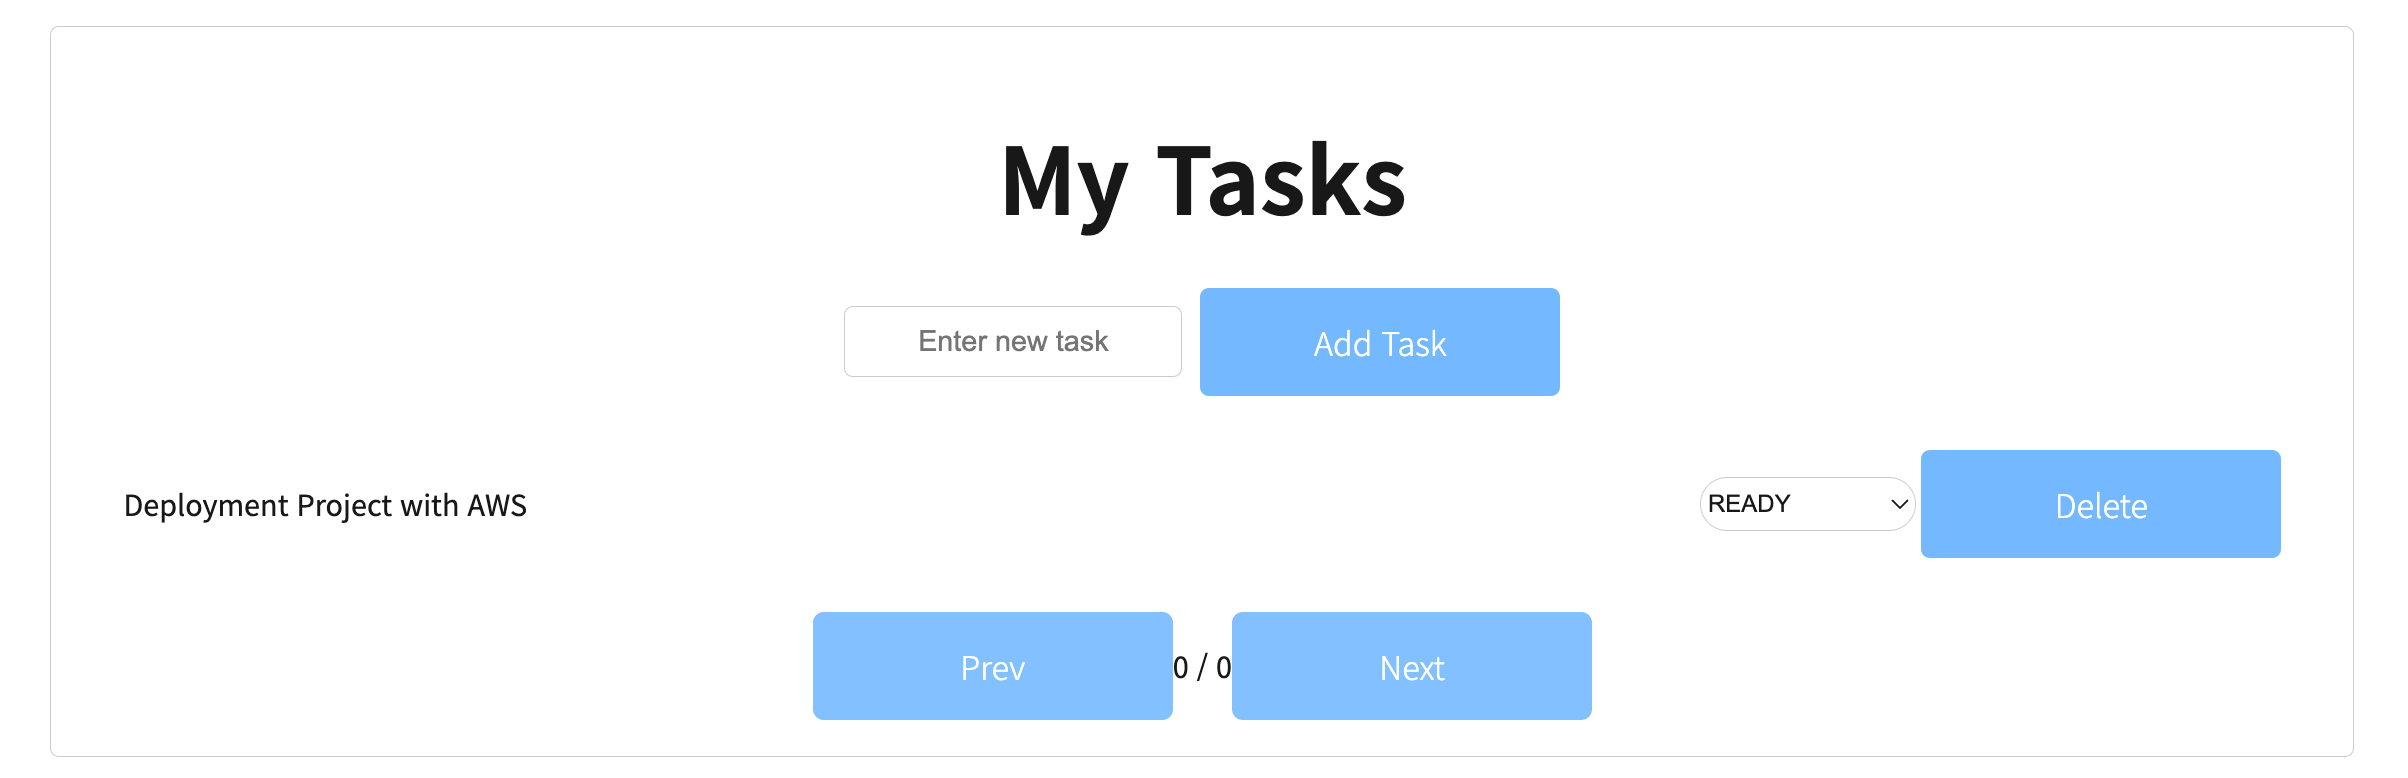 My Tasks
Enter new task
Add Task
Deployment Project with AWS
READY
Delete
Prev
0 / 0
Next